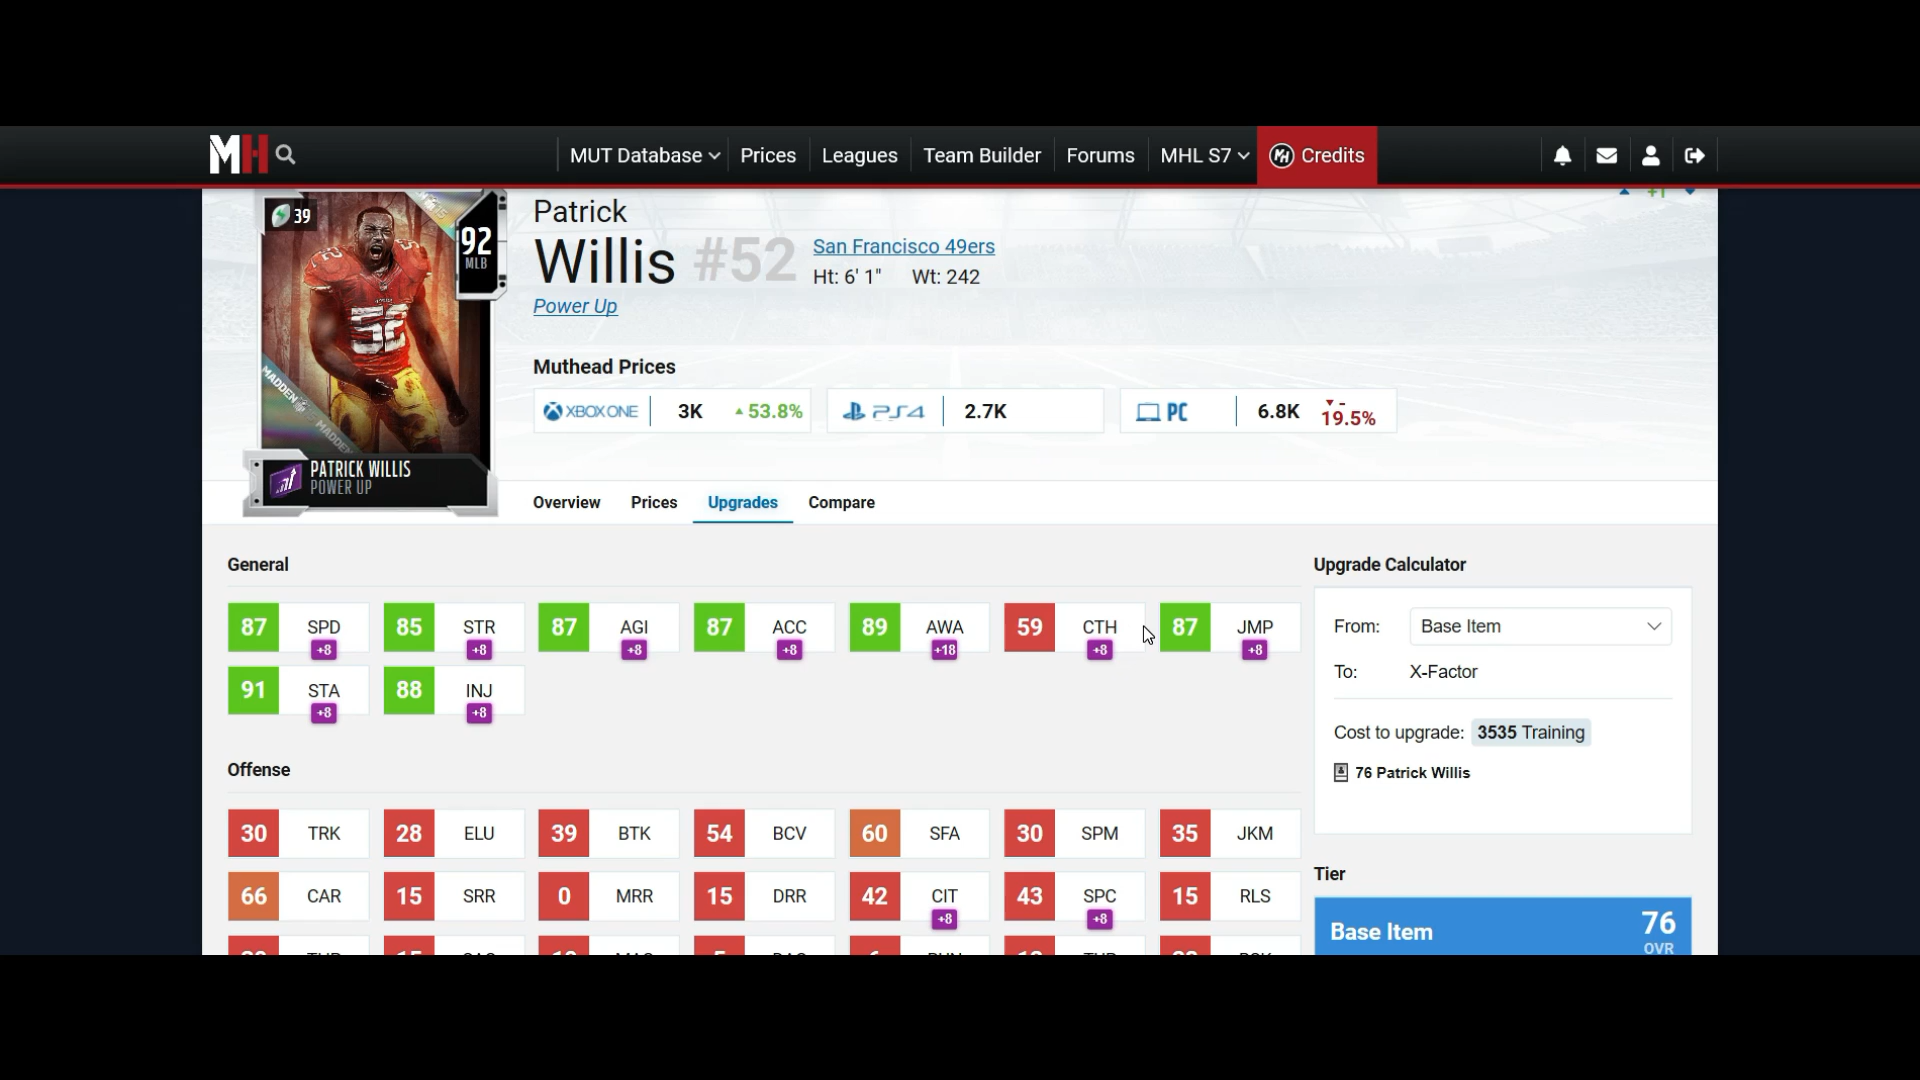 MH
MUT Database
Prices
Leagues
Team Builder
Forums
MHL S7
Credits
+1
39
92
MLB
52
MADDEN
MADDEN
PATRICK WILLIS
POWER UP
Patrick
Willis #52
San Francisco 49ers
Ht: 6' 1" Wt: 242
Power Up
Muthead Prices
XBOX ONE 3K 53.8%
PS4 2.7K
PC 6.8K -19.5%
Overview Prices Upgrades Compare
General
87 SPD +8
85 STR +8
87 AGI +8
87 ACC +8
89 AWA +18
59 CTH +8
87 JMP +8
91 STA +8
88 INJ +8
Offense
30 TRK
28 ELU
39 BTK
54 BCV
60 SFA
30 SPM
35 JKM
66 CAR
15 SRR
0 MRR
15 DRR
42 CIT +8
43 SPC +8
15 RLS
Upgrade Calculator
From: Base Item
To: X-Factor
Cost to upgrade: 3535 Training
76 Patrick Willis
Tier
Base Item
76
OVR